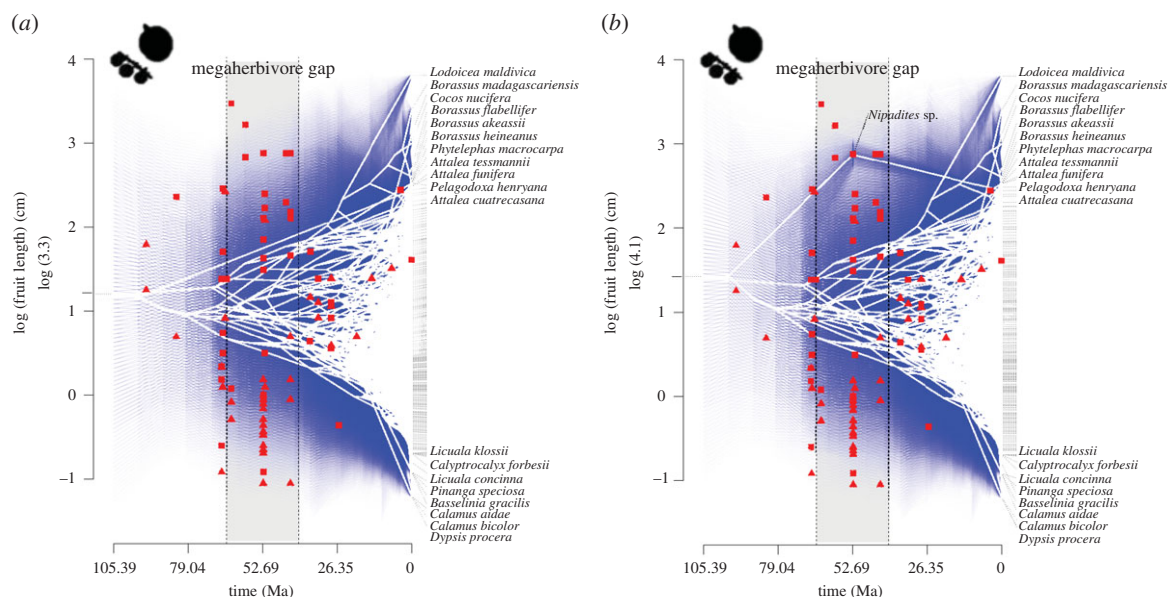 (a)
megaherbivore gap
4
3
2
1
0
–1
log (fruit length) (cm)
log (3.3)
105.39
79.04
52.69
26.35
0
time (Ma)
Lodoicea maldivica
Borassus madagascariensis
Cocos nucifera
Borassus flabellifer
Borassus akeassii
Borassus heineanus
Phytelephas macrocarpa
Attalea tessmannii
Attalea funifera
Pelagodoxa henryana
Attalea cuatrecasana
Licuala klossii
Calyptrocalyx forbesii
Licuala concinna
Pinanga speciosa
Basselinia gracilis
Calamus aidae
Calamus bicolor
Dypsis procera
(b)
megaherbivore gap
Nipadites sp.
4
3
2
1
0
–1
log (fruit length) (cm)
log (4.1)
105.39
79.04
52.69
26.35
0
time (Ma)
Lodoicea maldivica
Borassus madagascariensis
Cocos nucifera
Borassus flabellifer
Borassus akeassii
Borassus heineanus
Phytelephas macrocarpa
Attalea tessmannii
Attalea funifera
Pelagodoxa henryana
Attalea cuatrecasana
Licuala klossii
Calyptrocalyx forbesii
Licuala concinna
Pinanga speciosa
Basselinia gracilis
Calamus aidae
Calamus bicolor
Dypsis procera